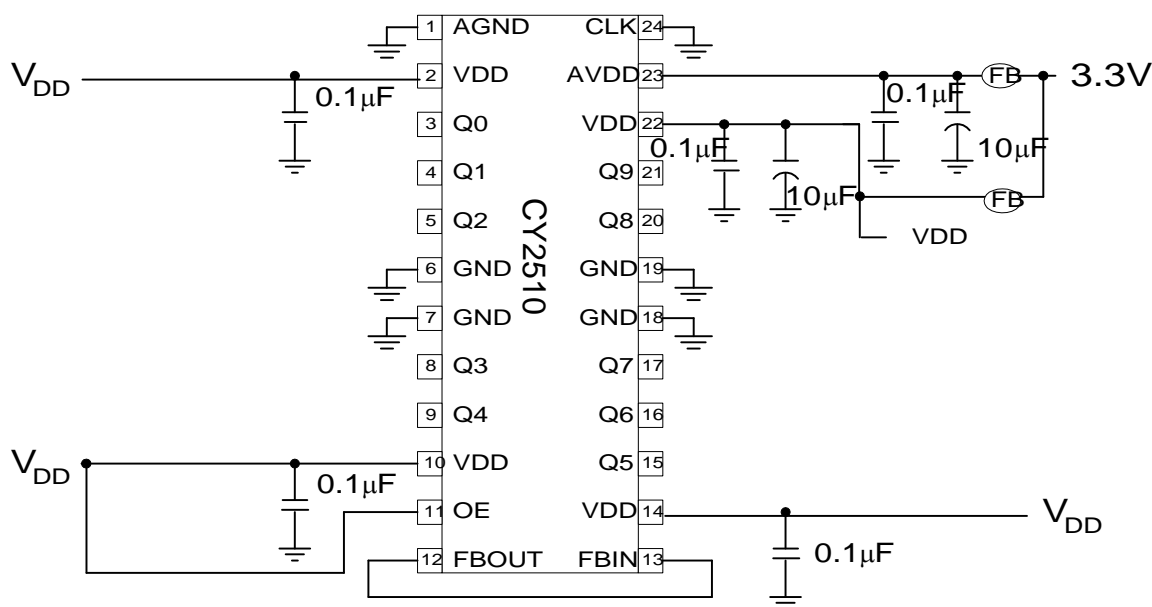 1 AGND CLK 24
VDD 2 VDD AVDD 23 FB 3.3V
0.1μF 0.1μF
3 Q0 VDD 22 10μF
0.1μF
4 Q1 Q9 21
10μF FB
5 Q2 Q8 20
VDD
CY2510
6 GND GND 19
7 GND GND 18
8 Q3 Q7 17
9 Q4 Q6 16
VDD 10 VDD Q5 15
0.1μF
11 OE VDD 14 VDD
0.1μF
12 FBOUT FBIN 13